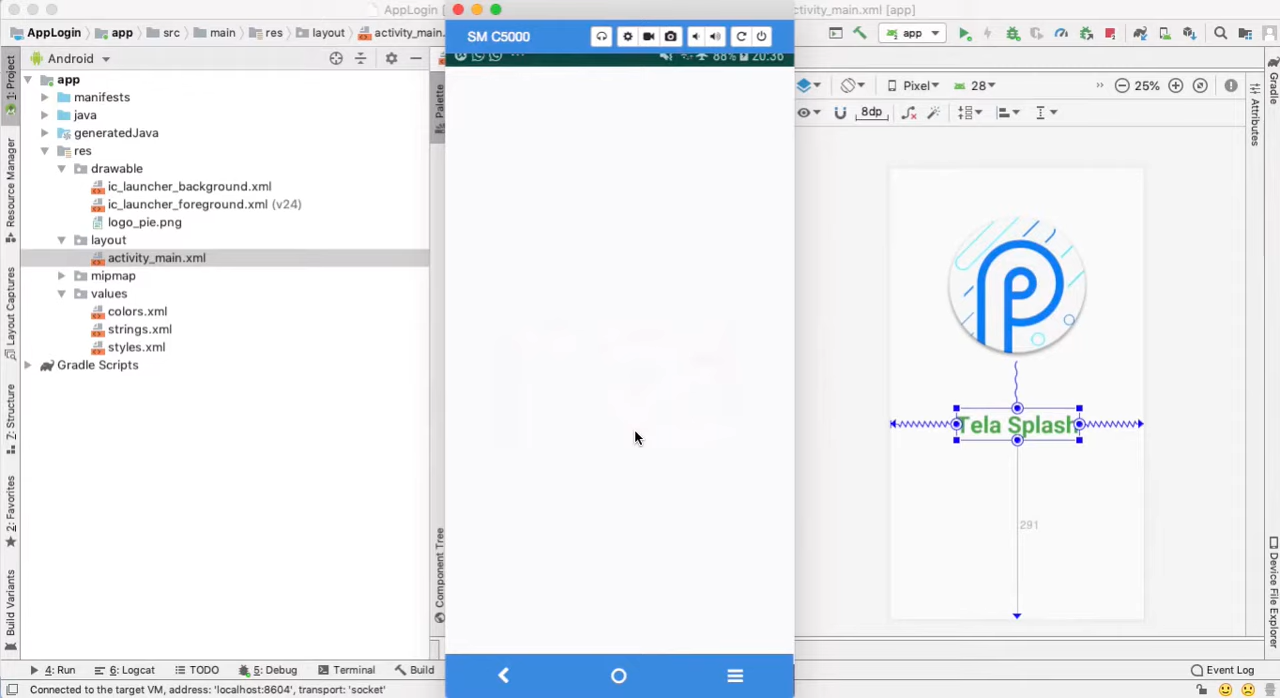 AppLogin [
ctivity_main.xml [app]
AppLogin
app
src
main
res
layout
activity_main.
app
SM C5000
88%
20:36
Android
Pixel
28
25%
8dp
app
manifests
java
generatedJava
res
drawable
ic_launcher_background.xml
ic_launcher_foreground.xml (v24)
logo_pie.png
layout
activity_main.xml
mipmap
values
colors.xml
strings.xml
styles.xml
Gradle Scripts
1: Project
Resource Manager
Layout Captures
Z: Structure
2: Favorites
Build Variants
Palette
Component Tree
Tela Splash
291
Gradle
Attributes
Device File Explorer
4: Run
6: Logcat
TODO
5: Debug
Terminal
Build
Event Log
Connected to the target VM, address: 'localhost:8604', transport: 'socket'